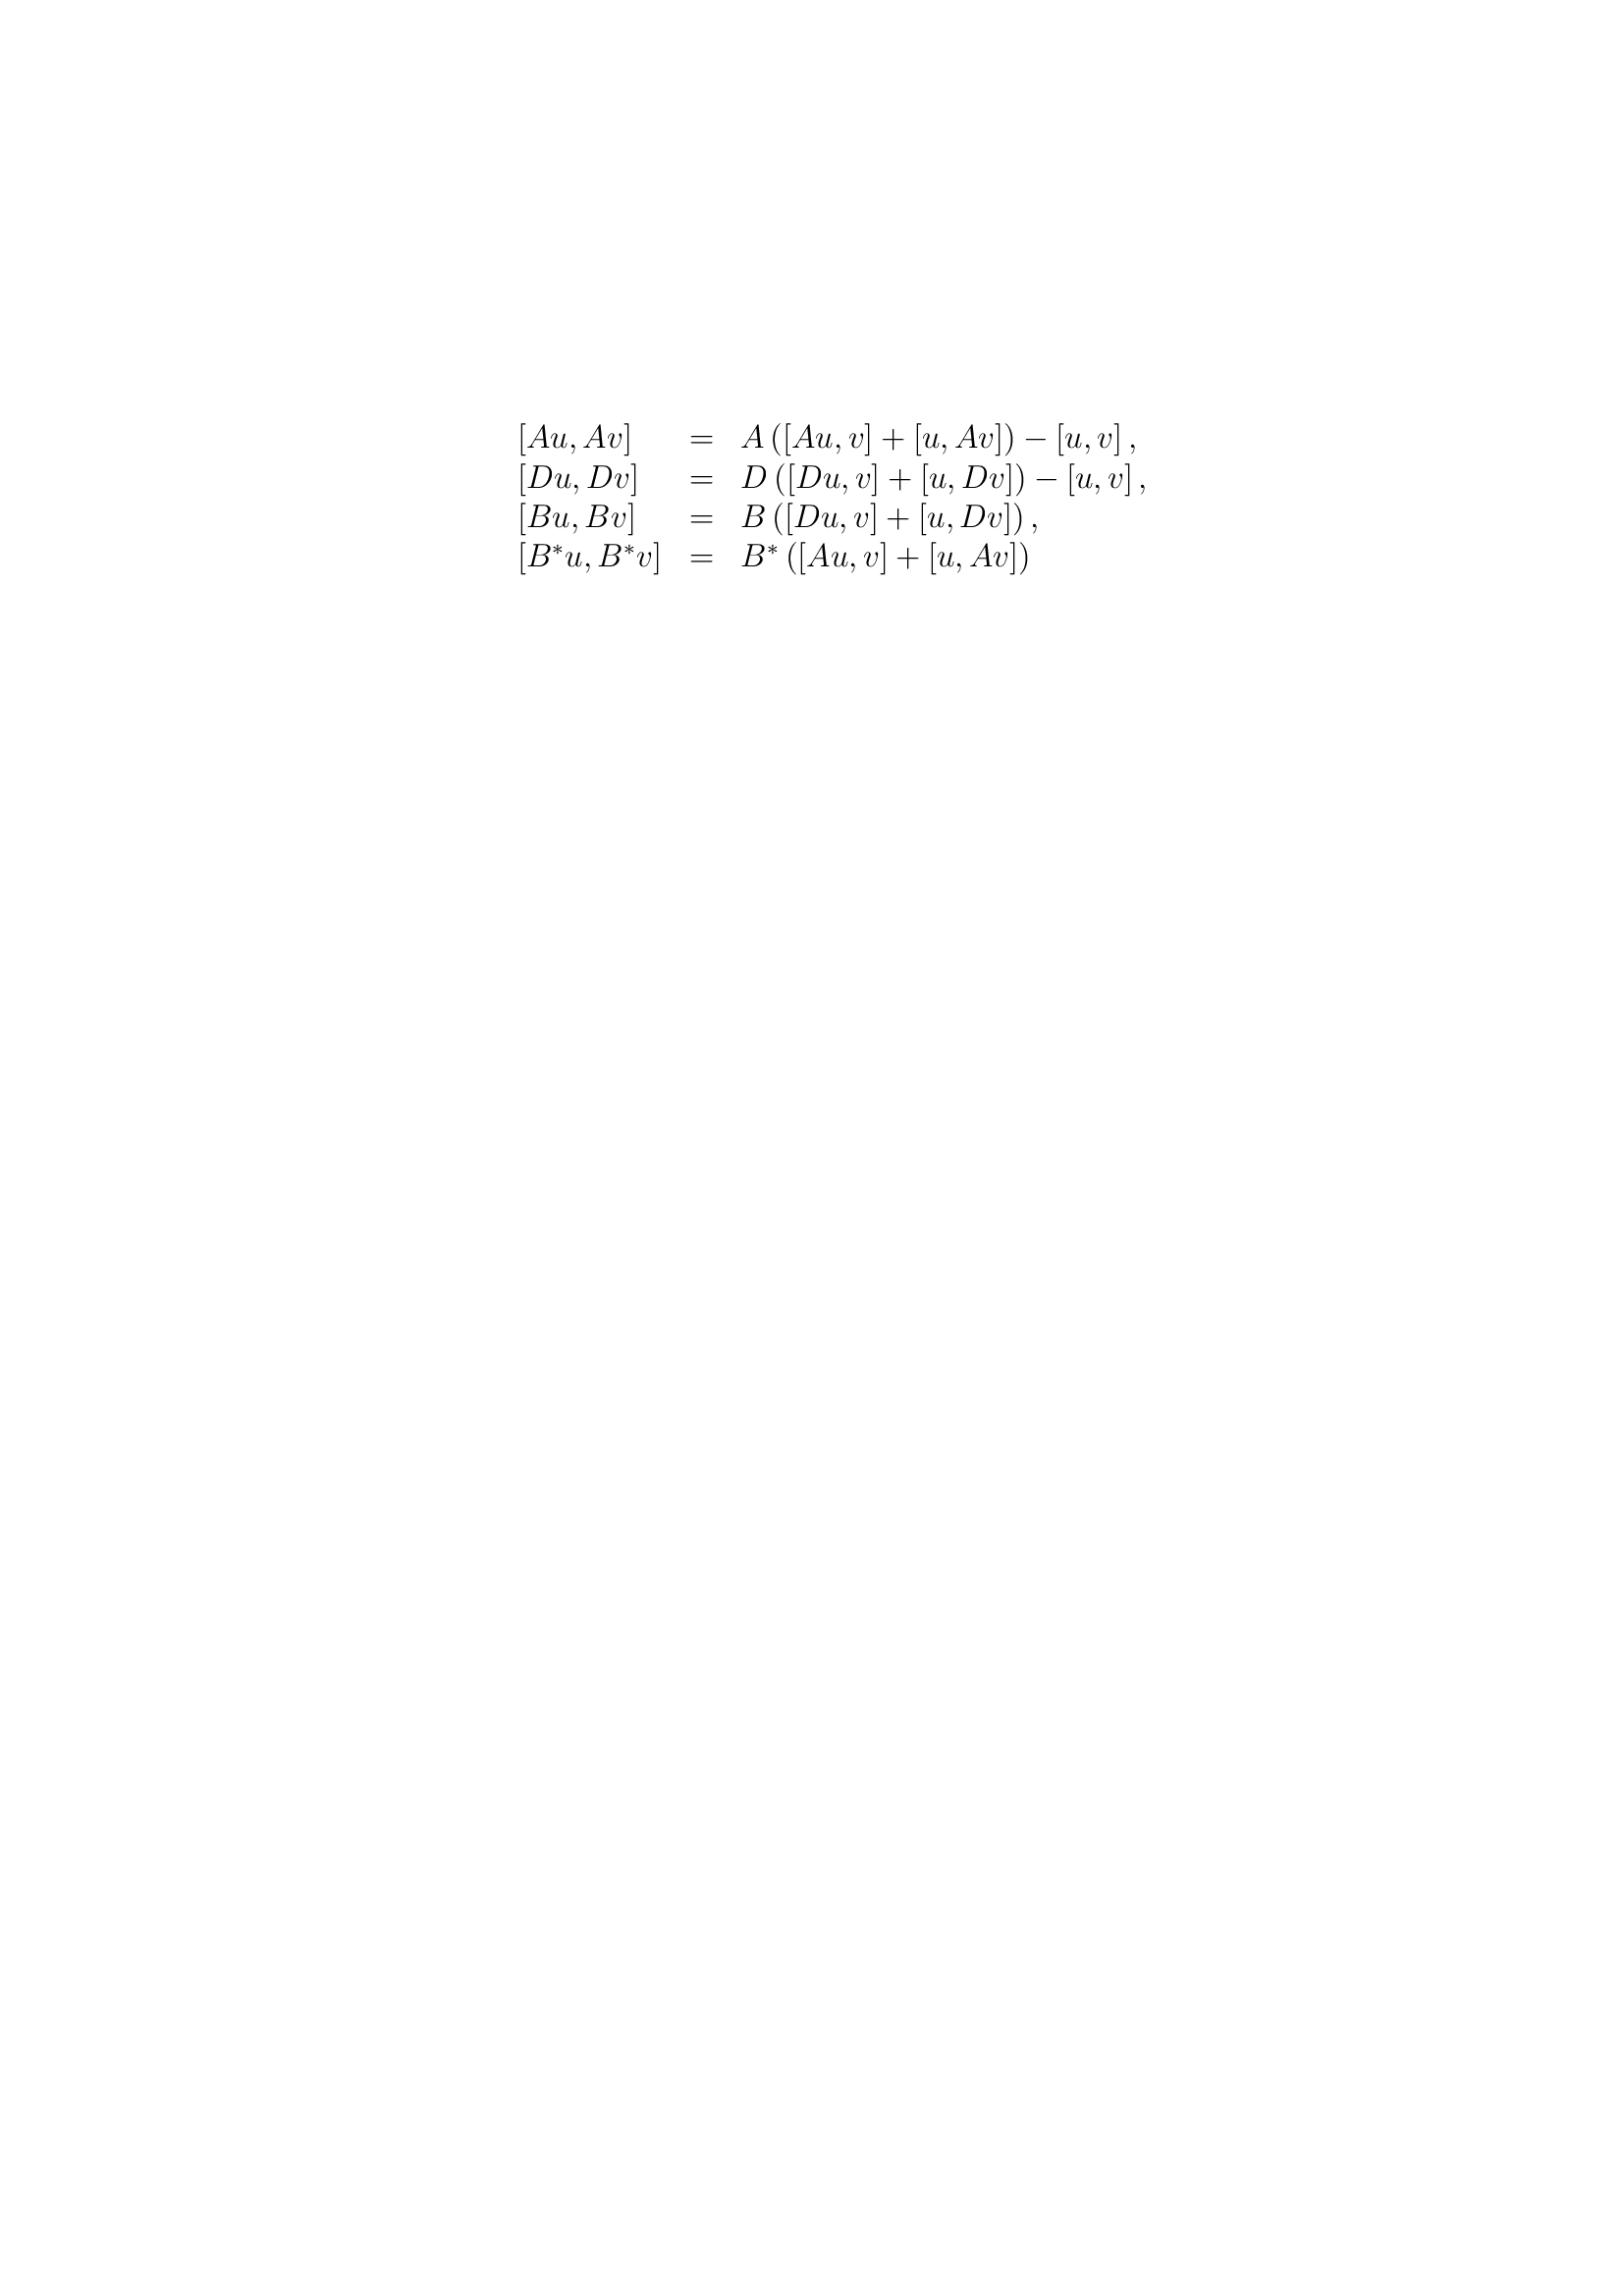 [Au, Av] = A ([Au, v] + [u, Av]) − [u, v] ,
[Du, Dv] = D ([Du, v] + [u, Dv]) − [u, v] ,
[Bu, Bv] = B ([Du, v] + [u, Dv]) ,
[B*u, B*v] = B* ([Au, v] + [u, Av])